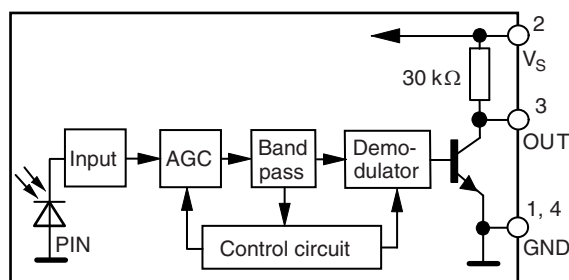 2
V_S
30 kΩ
3
OUT
Input
AGC
Band
pass
Demo-
dulator
1, 4
GND
PIN
Control circuit